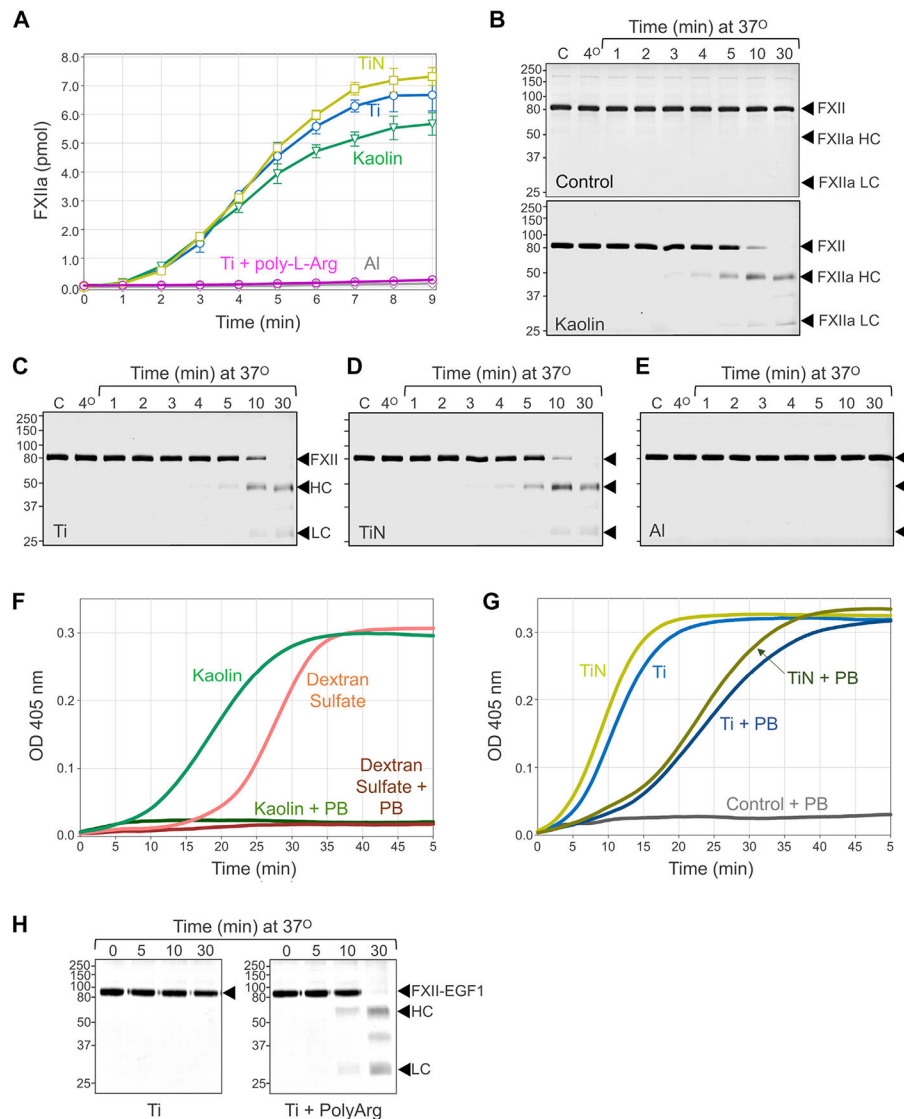 A
8.0
7.0
6.0
5.0
4.0
3.0
2.0
1.0
0.0
FXIIa (pmol)
TiN
Ti
Kaolin
Ti + poly-L-Arg
Al
0 1 2 3 4 5 6 7 8 9
Time (min)
B
Time (min) at 37O
C 4O 1 2 3 4 5 10 30
250
150
100
80
50
37
25
FXII
FXIIa HC
FXIIa LC
Control
250
150
100
80
50
37
25
FXII
FXIIa HC
FXIIa LC
Kaolin
C
Time (min) at 37O
C 4O 1 2 3 4 5 10 30
250
150
100
80
50
37
25
FXII
HC
LC
Ti
D
Time (min) at 37O
C 4O 1 2 3 4 5 10 30
TiN
E
Time (min) at 37O
C 4O 1 2 3 4 5 10 30
Al
F
0.3
0.2
0.1
0.0
OD 405 nm
Kaolin
Dextran
Sulfate
Dextran
Sulfate +
PB
Kaolin + PB
0 5 10 15 20 25 30 35 40 45 5
Time (min)
G
0.3
0.2
0.1
0.0
OD 405 nm
TiN
Ti
TiN + PB
Ti + PB
Control + PB
0 5 10 15 20 25 30 35 40 45 5
Time (min)
H
Time (min) at 37O
0 5 10 30
0 5 10 30
250
150
100
80
50
37
25
Ti
250
150
100
80
50
37
25
FXII-EGF1
HC
LC
Ti + PolyArg